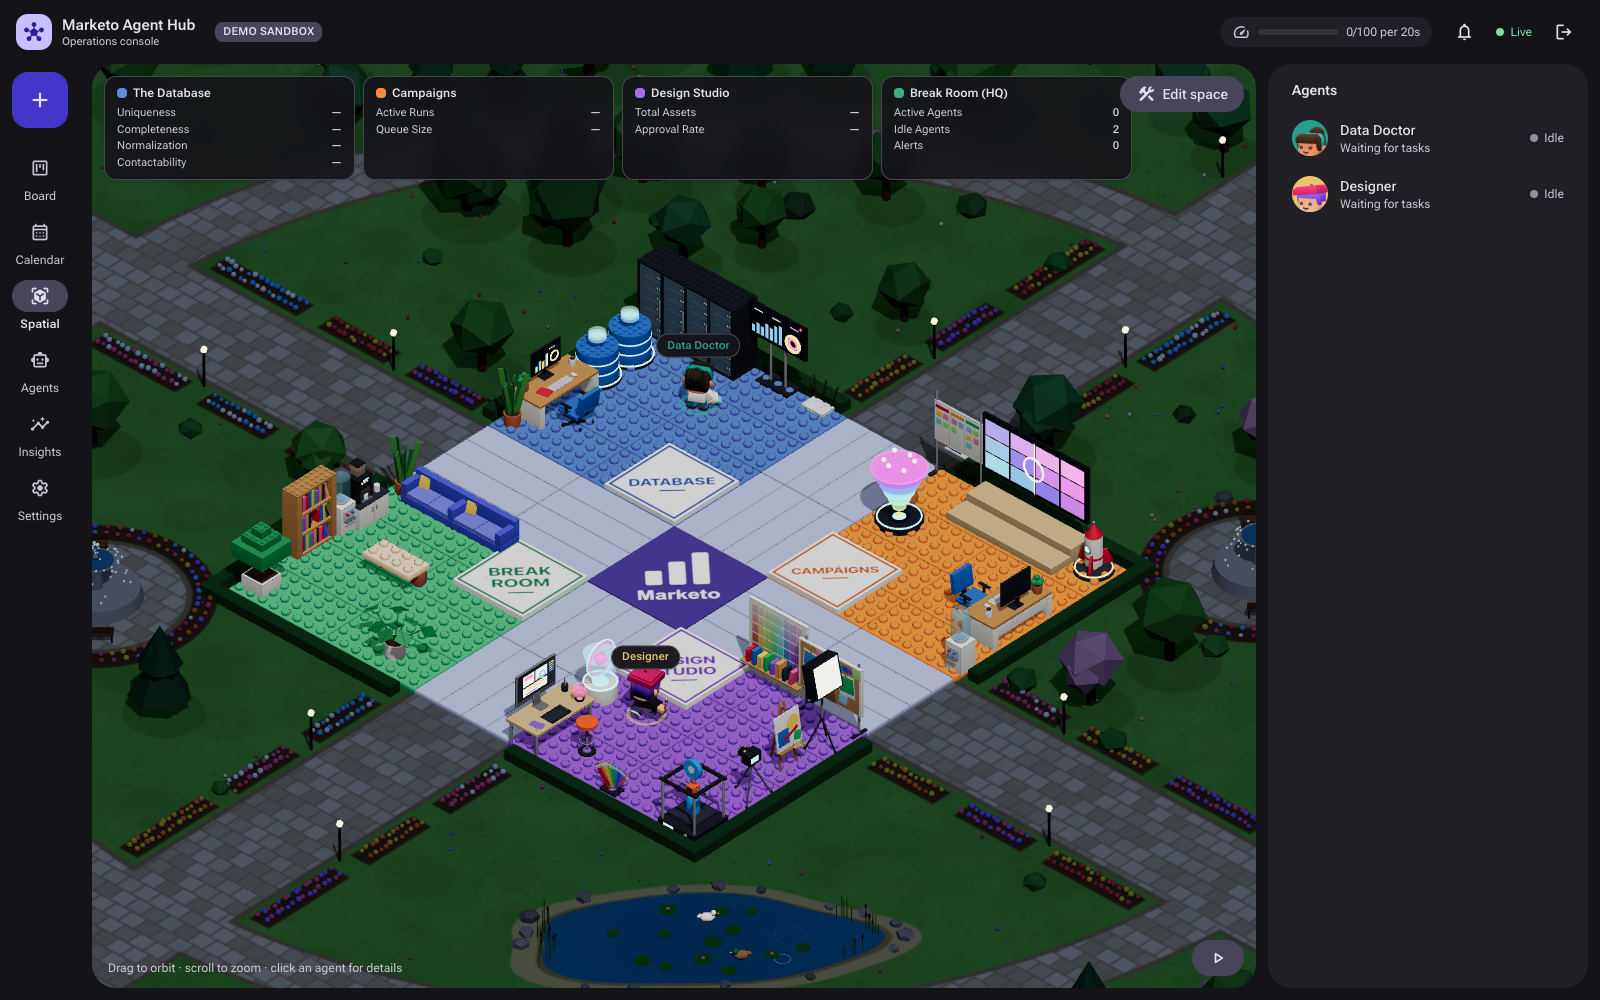 Marketo Agent Hub
Operations console
DEMO SANDBOX
0/100 per 20s
Live
Board
Calendar
Spatial
Agents
Insights
Settings
The Database
Uniqueness —
Completeness —
Normalization —
Contactability —
Campaigns
Active Runs —
Queue Size —
Design Studio
Total Assets —
Approval Rate —
Break Room (HQ)
Active Agents 0
Idle Agents 2
Alerts 0
Edit space
Data Doctor
DATABASE
BREAK
ROOM
CAMPAIGNS
Marketo
Designer
Drag to orbit · scroll to zoom · click an agent for details
Agents
Data Doctor
Waiting for tasks
Idle
Designer
Waiting for tasks
Idle